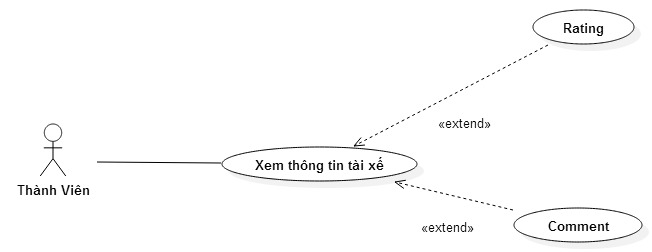 Rating
«extend»
Xem thông tin tài xế
Thành Viên
«extend»
Comment